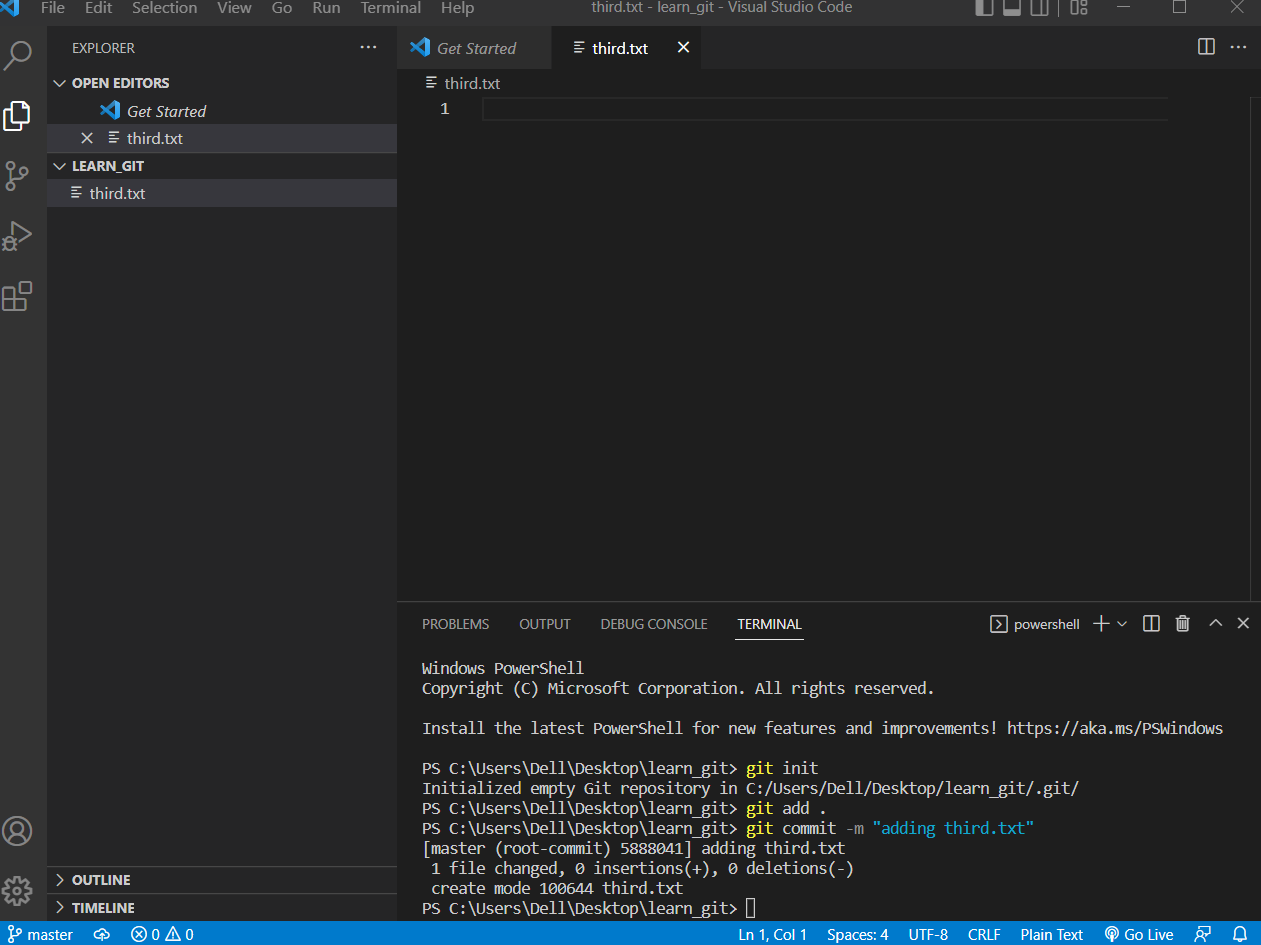 File Edit Selection View Go Run Terminal Help third.txt - learn_git - Visual Studio Code
EXPLORER
OPEN EDITORS
Get Started
third.txt
LEARN_GIT
third.txt
OUTLINE
TIMELINE
Get Started third.txt
third.txt
1
PROBLEMS OUTPUT DEBUG CONSOLE TERMINAL powershell
Windows PowerShell
Copyright (C) Microsoft Corporation. All rights reserved.
Install the latest PowerShell for new features and improvements! https://aka.ms/PSWindows
PS C:\Users\Dell\Desktop\learn_git> git init
Initialized empty Git repository in C:/Users/Dell/Desktop/learn_git/.git/
PS C:\Users\Dell\Desktop\learn_git> git add .
PS C:\Users\Dell\Desktop\learn_git> git commit -m "adding third.txt"
[master (root-commit) 5888041] adding third.txt
1 file changed, 0 insertions(+), 0 deletions(-)
create mode 100644 third.txt
PS C:\Users\Dell\Desktop\learn_git>
master 0 0 Ln 1, Col 1 Spaces: 4 UTF-8 CRLF Plain Text Go Live